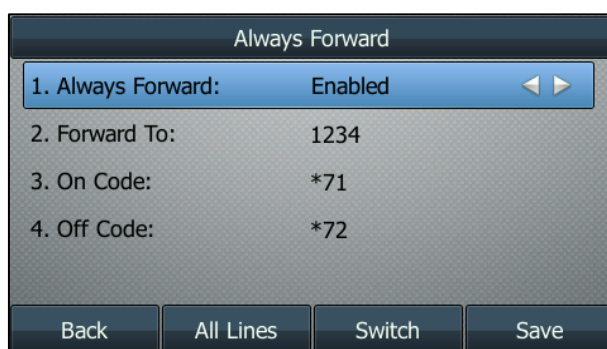 Always Forward
1. Always Forward: Enabled
2. Forward To: 1234
3. On Code: *71
4. Off Code: *72
Back All Lines Switch Save